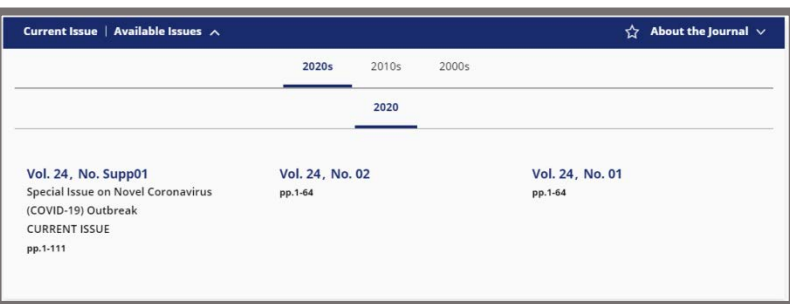 Current Issue | Available Issues
About the Journal
2020s 2010s 2000s
2020
Vol. 24, No. Supp01
Special Issue on Novel Coronavirus
(COVID-19) Outbreak
CURRENT ISSUE
pp.1-111
Vol. 24, No. 02
pp.1-64
Vol. 24, No. 01
pp.1-64